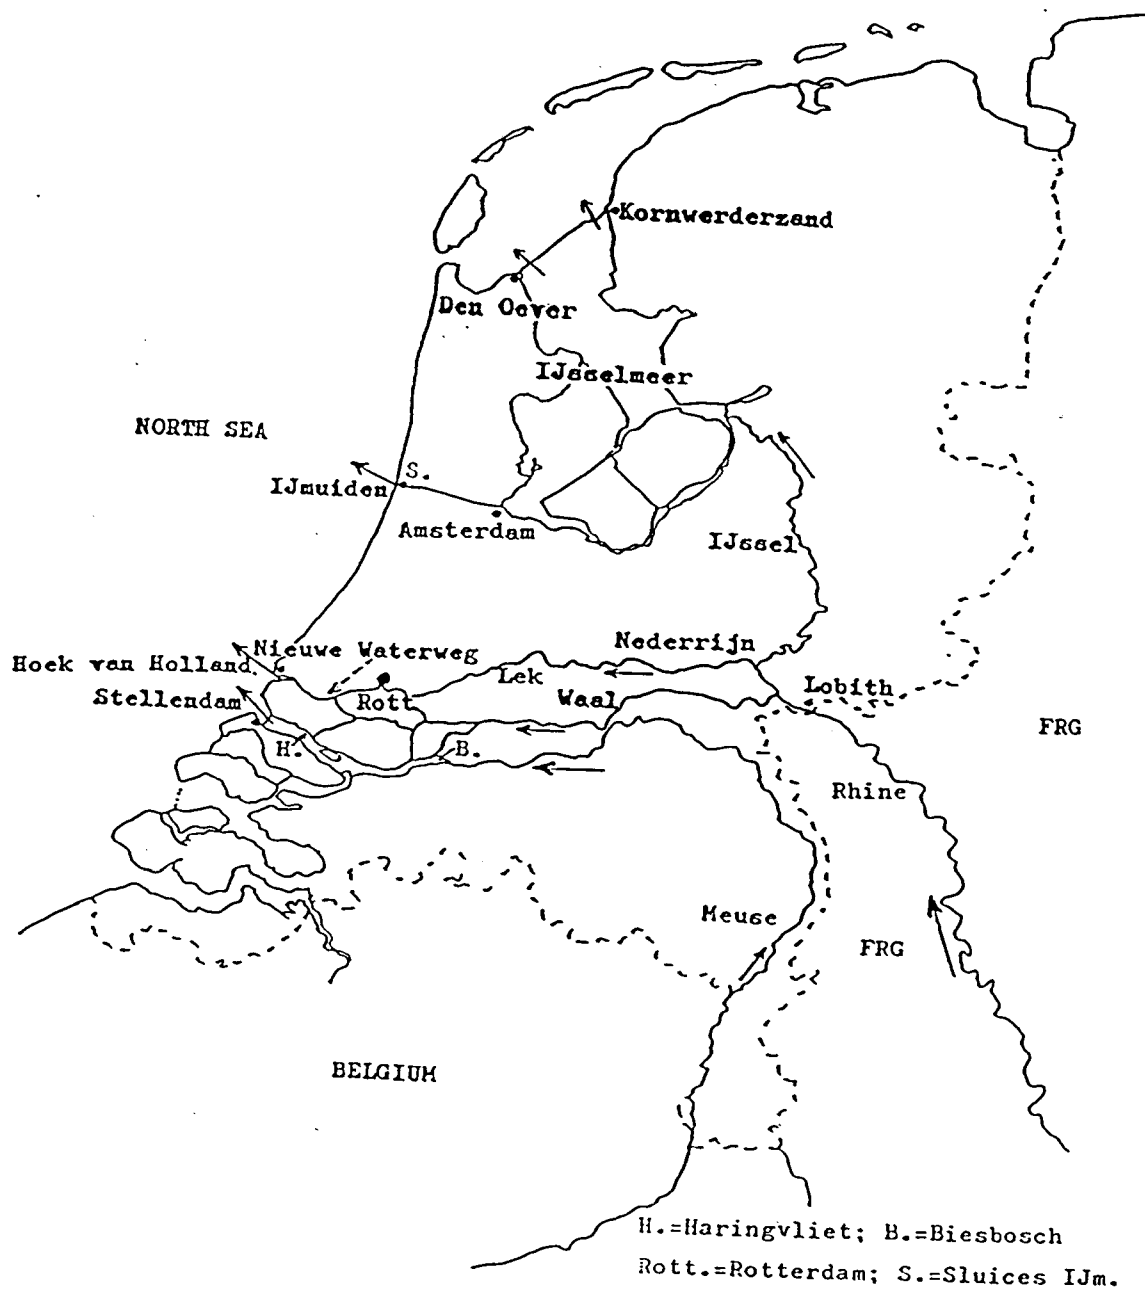 Kornwerderzand
Den Oever
IJsselmeer
NORTH SEA
S.
IJmuiden
Amsterdam
IJssel
Nederrijn
Nieuwe Waterweg
Hoek van Holland
Lek
Lobith
Stellendam
Rott
Waal
FRG
H.
B.
Rhine
Meuse
FRG
BELGIUM
H.=Haringvliet; B.=Biesbosch
Rott.=Rotterdam; S.=Sluices IJm.